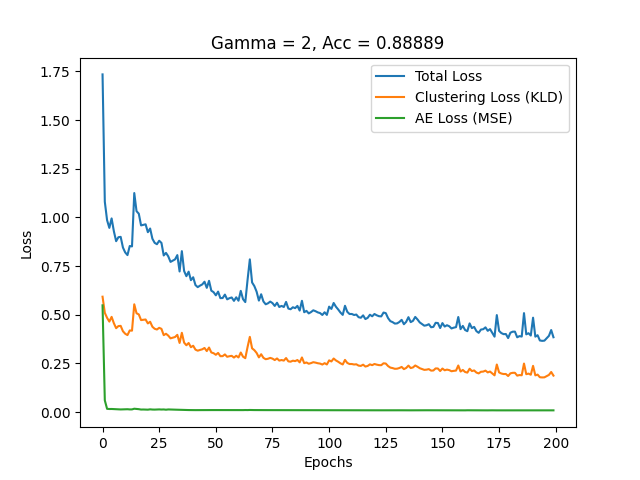 Gamma = 2, Acc = 0.88889
Total Loss
Clustering Loss (KLD)
AE Loss (MSE)
Loss
1.75
1.50
1.25
1.00
0.75
0.50
0.25
0.00
0 25 50 75 100 125 150 175 200
Epochs